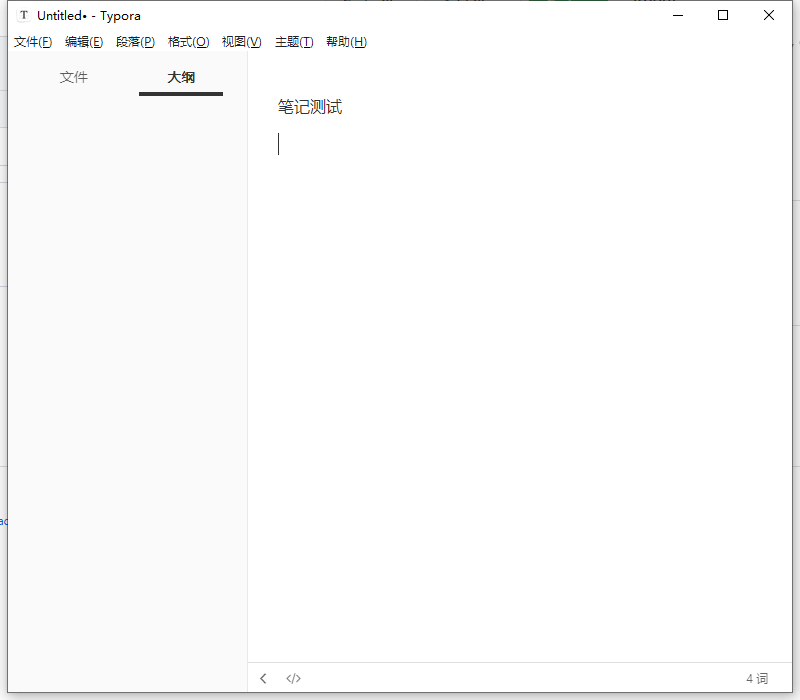 T Untitled• - Typora
文件(F) 编辑(E) 段落(P) 格式(O) 视图(V) 主题(T) 帮助(H)
文件 大纲
笔记测试
</> 4 词